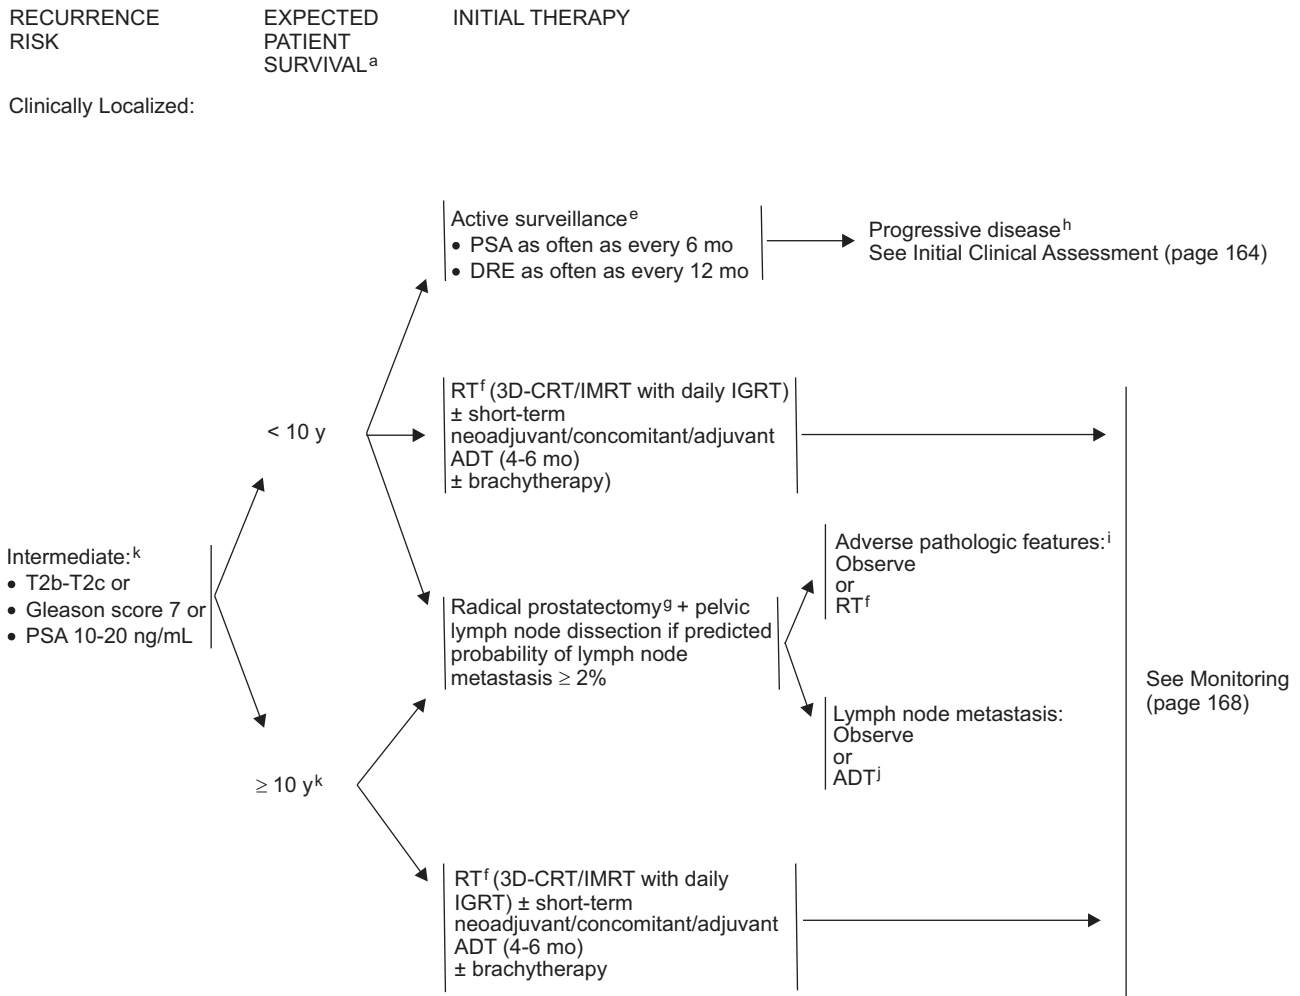 RECURRENCE
RISK
EXPECTED
PATIENT
SURVIVALa
INITIAL THERAPY
Clinically Localized:
Active surveillancee
• PSA as often as every 6 mo
• DRE as often as every 12 mo
Progressive diseaseh
See Initial Clinical Assessment (page 164)
RTf (3D-CRT/IMRT with daily IGRT)
± short-term
neoadjuvant/concomitant/adjuvant
ADT (4-6 mo)
± brachytherapy)
< 10 y
Intermediate:k
• T2b-T2c or
• Gleason score 7 or
• PSA 10-20 ng/mL
Radical prostatectomyg + pelvic
lymph node dissection if predicted
probability of lymph node
metastasis ≥ 2%
Adverse pathologic features:i
Observe
or
RTf
Lymph node metastasis:
Observe
or
ADTj
See Monitoring
(page 168)
≥ 10 yk
RTf (3D-CRT/IMRT with daily
IGRT) ± short-term
neoadjuvant/concomitant/adjuvant
ADT (4-6 mo)
± brachytherapy